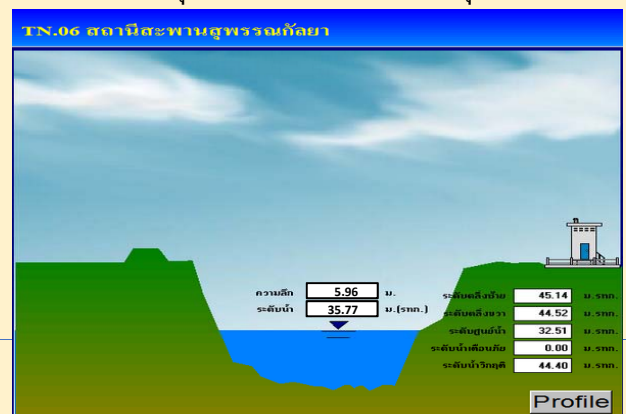 TN.06 สถานีสะพานสุพรรณกัลยา
ความลึก 5.96 ม.
ระดับน้ำ 35.77 ม.(รทก.)
ระดับตลิ่งซ้าย 45.14 ม.รทก.
ระดับตลิ่งขวา 44.52 ม.รทก.
ระดับศูนย์น้ำ 32.51 ม.รทก.
ระดับน้ำเตือนภัย 0.00 ม.รทก.
ระดับน้ำวิกฤติ 44.40 ม.รทก.
Profile